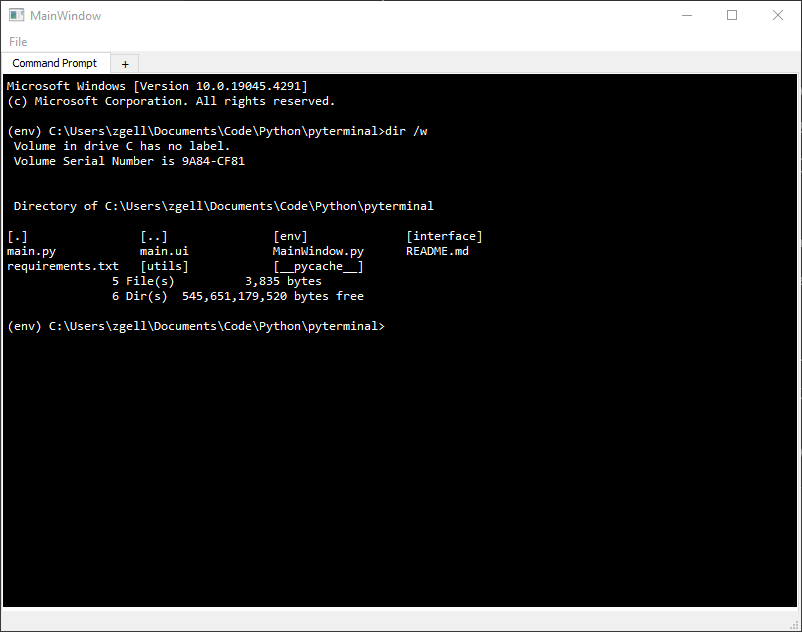 MainWindow
File
Command Prompt +
Microsoft Windows [Version 10.0.19045.4291]
(c) Microsoft Corporation. All rights reserved.
(env) C:\Users\zgell\Documents\Code\Python\pyterminal>dir /w
Volume in drive C has no label.
Volume Serial Number is 9A84-CF81
Directory of C:\Users\zgell\Documents\Code\Python\pyterminal
[.] [..] [env] [interface]
main.py main.ui MainWindow.py README.md
requirements.txt [utils] [__pycache__]
5 File(s) 3,835 bytes
6 Dir(s) 545,651,179,520 bytes free
(env) C:\Users\zgell\Documents\Code\Python\pyterminal>